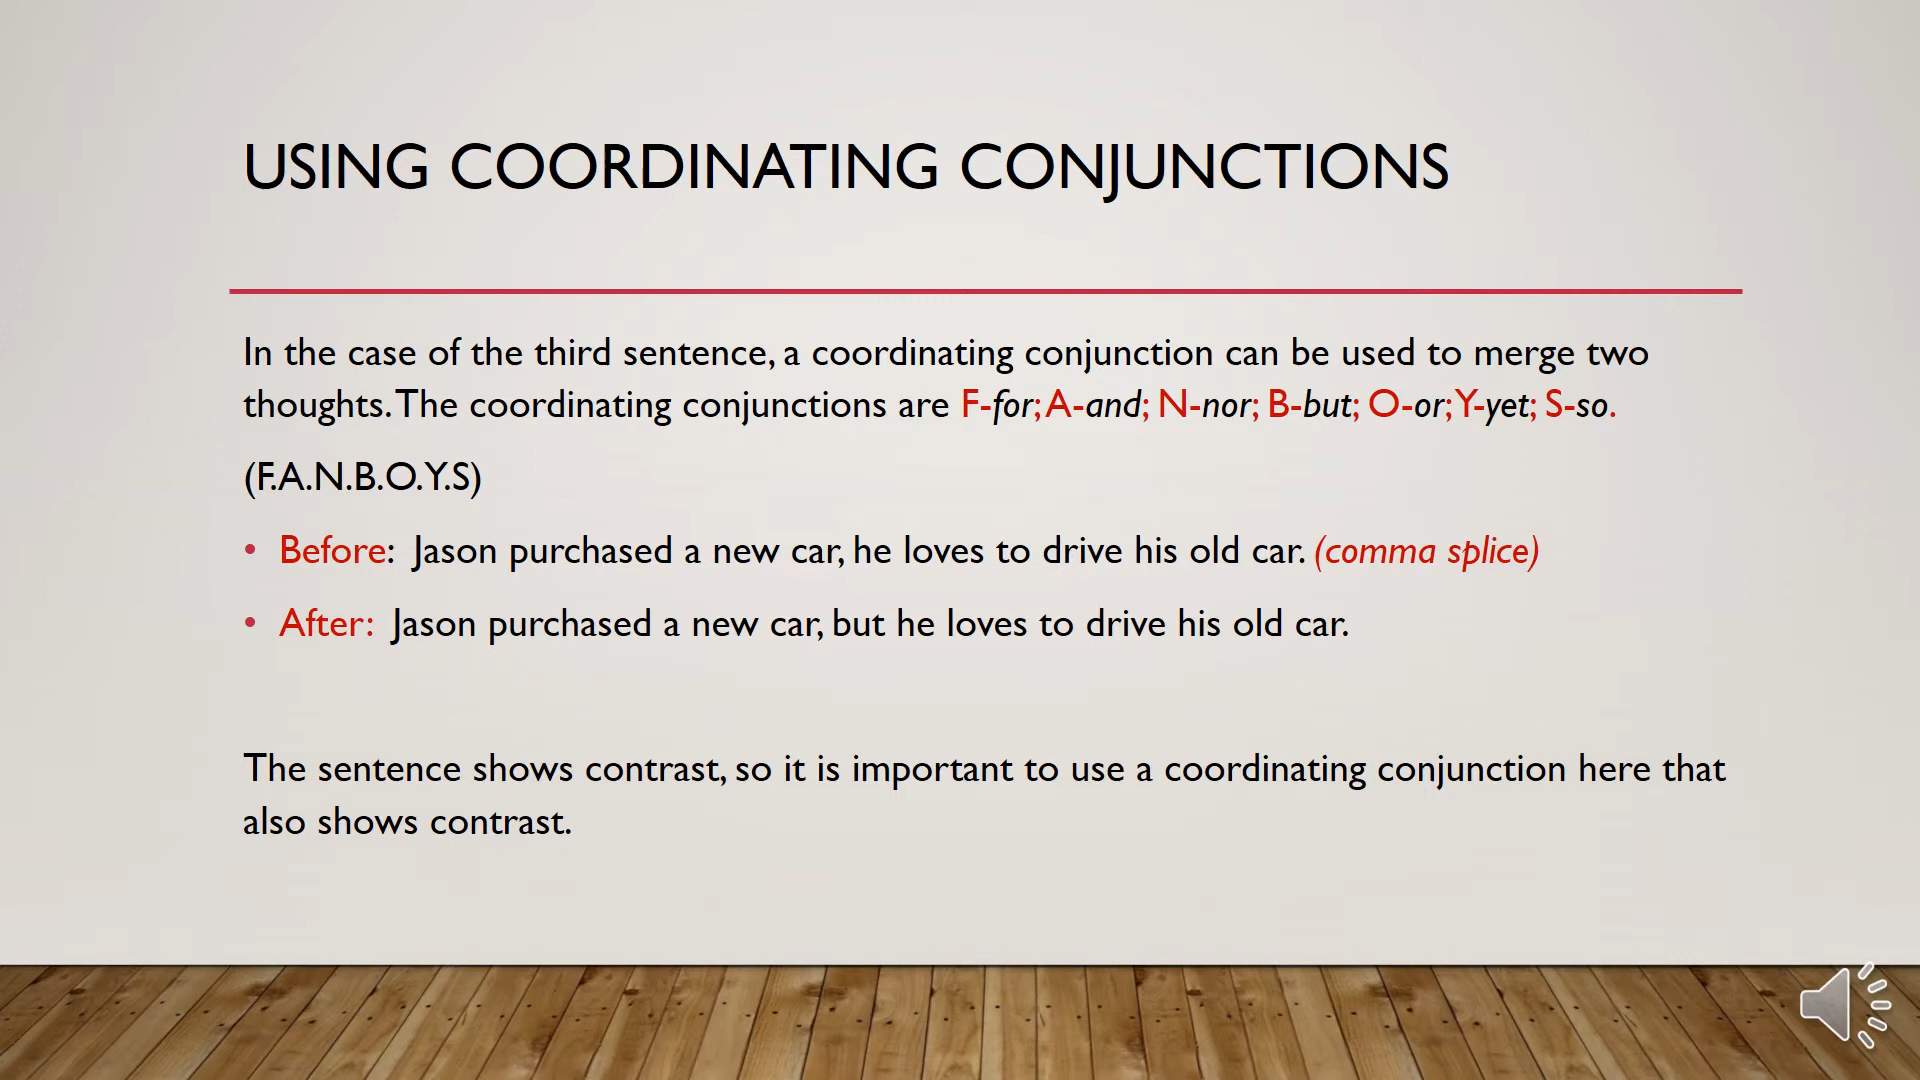 USING COORDINATING CONJUNCTIONS
In the case of the third sentence, a coordinating conjunction can be used to merge two
thoughts. The coordinating conjunctions are F-for; A-and; N-nor; B-but; O-or; Y-yet; S-so.
(F.A.N.B.O.Y.S)
• Before: Jason purchased a new car, he loves to drive his old car. (comma splice)
• After: Jason purchased a new car, but he loves to drive his old car.
The sentence shows contrast, so it is important to use a coordinating conjunction here that
also shows contrast.